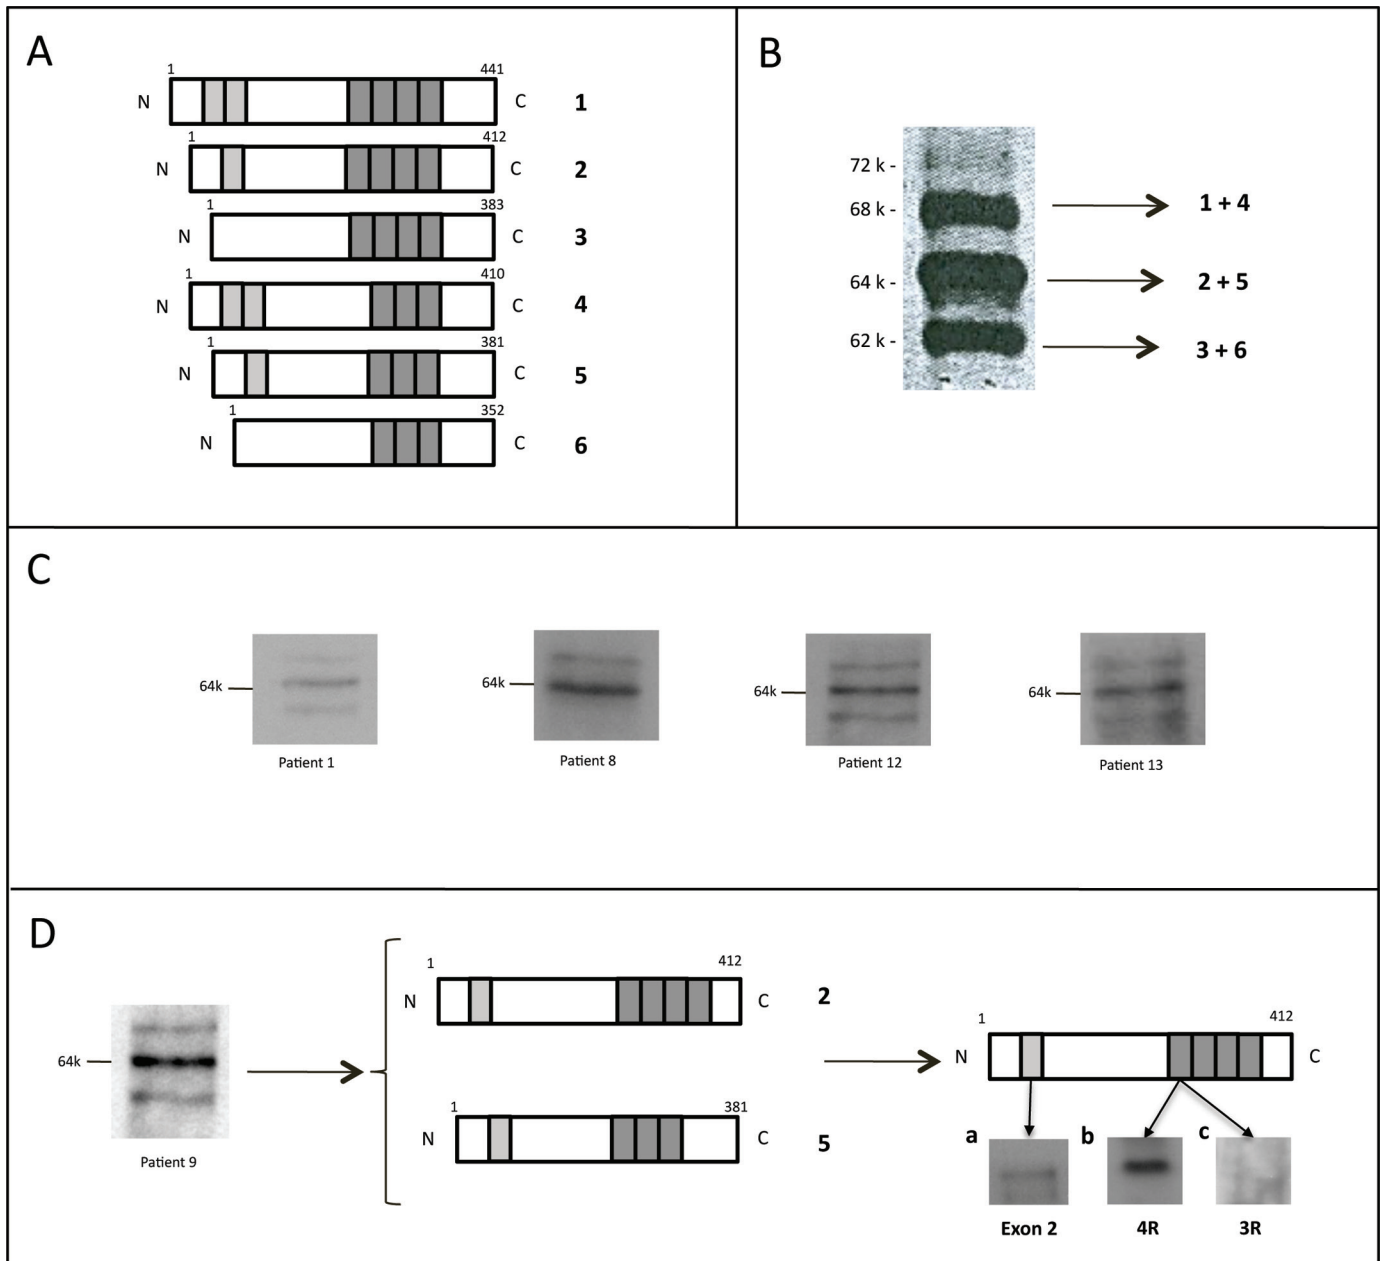 A
1 441
N C 1
1 412
N C 2
1 383
N C 3
1 410
N C 4
1 381
N C 5
1 352
N C 6
B
72 k -
68 k - 1 + 4
64 k - 2 + 5
62 k - 3 + 6
C
64k
Patient 1
64k
Patient 8
64k
Patient 12
64k
Patient 13
D
64k
Patient 9
1 412
N C 2
1 381
N C 5
1 412
N C
a b c
Exon 2 4R 3R